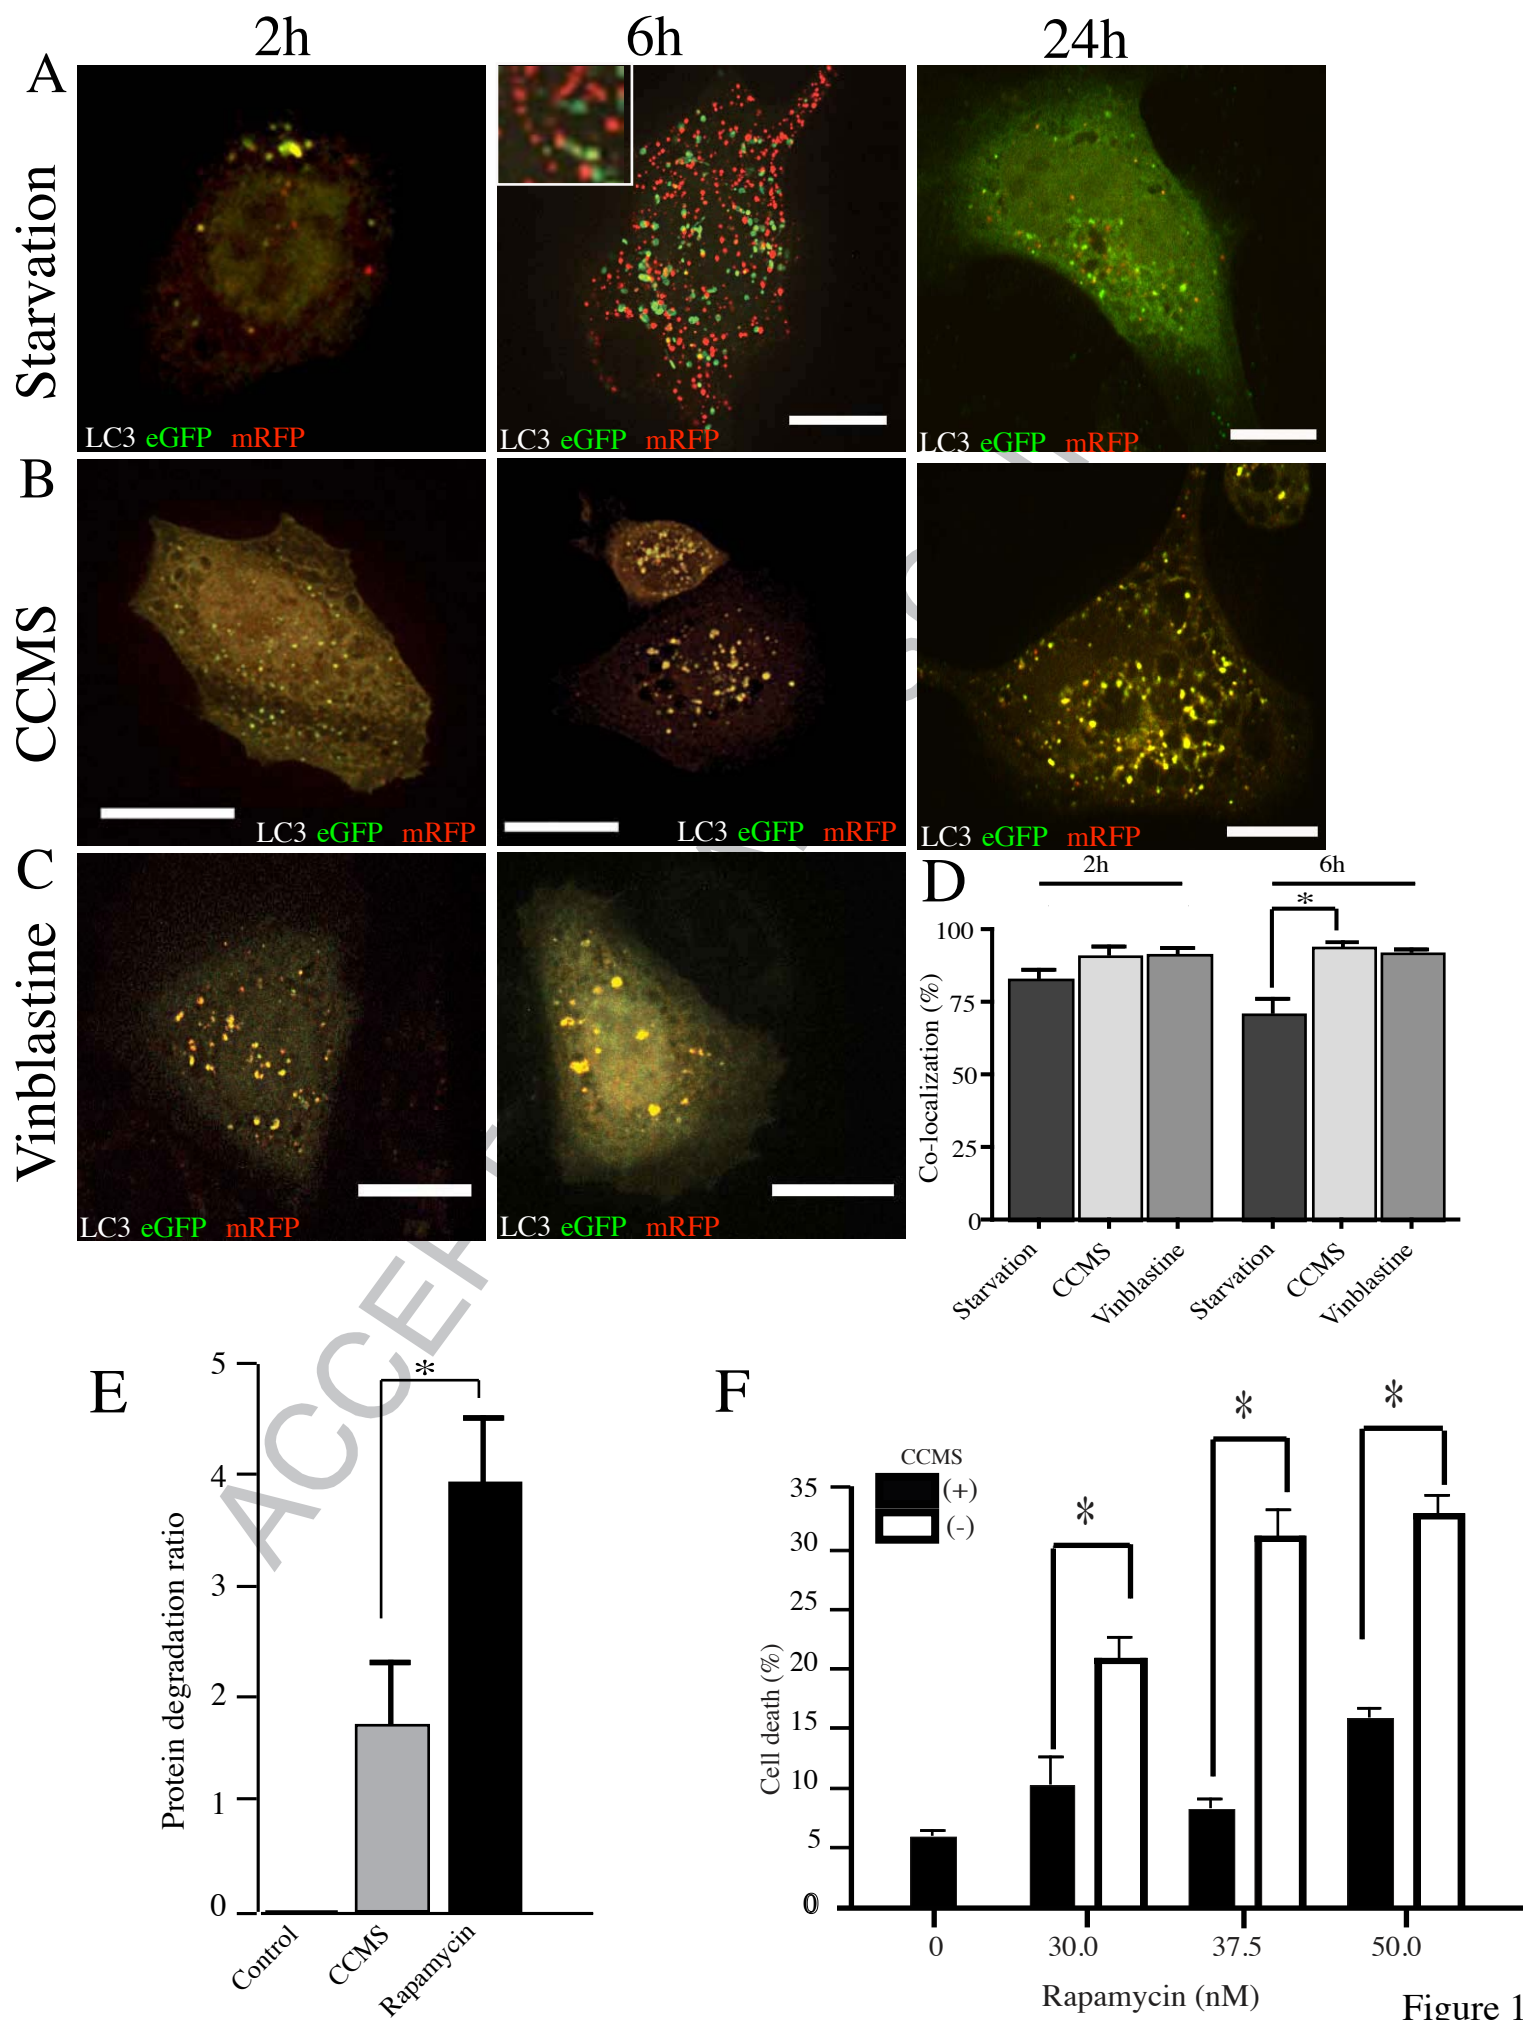 2h 6h 24h
A
Starvation
LC3 eGFP mRFP
LC3 eGFP mRFP
LC3 eGFP mRFP
B
CCMS
LC3 eGFP mRFP
LC3 eGFP mRFP
LC3 eGFP mRFP
C
Vinblastine
LC3 eGFP mRFP
LC3 eGFP mRFP
D
2h 6h
*
Co-localization (%)
100
75
50
25
0
Starvation CCMS Vinblastine Starvation CCMS Vinblastine
E
*
Protein degradation ratio
5
4
3
2
1
0
Control CCMS Rapamycin
F
CCMS
(+)
(-)
* * *
Cell death (%)
35
30
25
20
15
10
5
0
0 30.0 37.5 50.0
Rapamycin (nM)
Figure 1